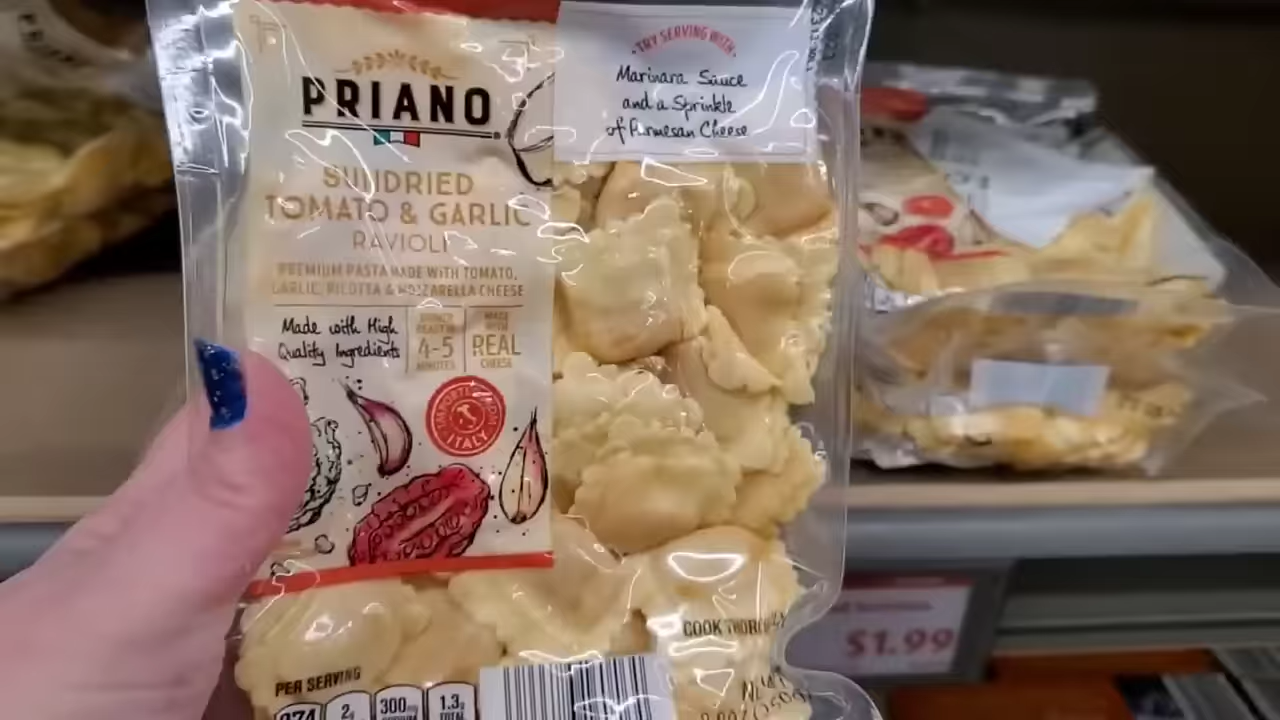 PRIANO
SUNDRIED
TOMATO & GARLIC
RAVIOLI
PREMIUM PASTA MADE WITH TOMATO,
GARLIC, RICOTTA & MOZZARELLA CHEESE
Made with High
Quality Ingredients
4-5
MINUTES
MADE
WITH
REAL
CHEESE
ITALY
TRY SERVING WITH
Marinara Sauce
and a Sprinkle
of Parmesan Cheese
COOK THOROUGHLY
PER SERVING
2g
300mg
SODIUM
1.3g
TOTAL
$1.99